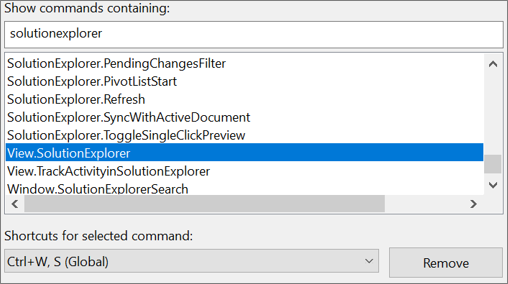 Show commands containing:
solutionexplorer
SolutionExplorer.PendingChangesFilter
SolutionExplorer.PivotListStart
SolutionExplorer.Refresh
SolutionExplorer.SyncWithActiveDocument
SolutionExplorer.ToggleSingleClickPreview
View.SolutionExplorer
View.TrackActivityinSolutionExplorer
Window.SolutionExplorerSearch
Shortcuts for selected command:
Ctrl+W, S (Global)
Remove